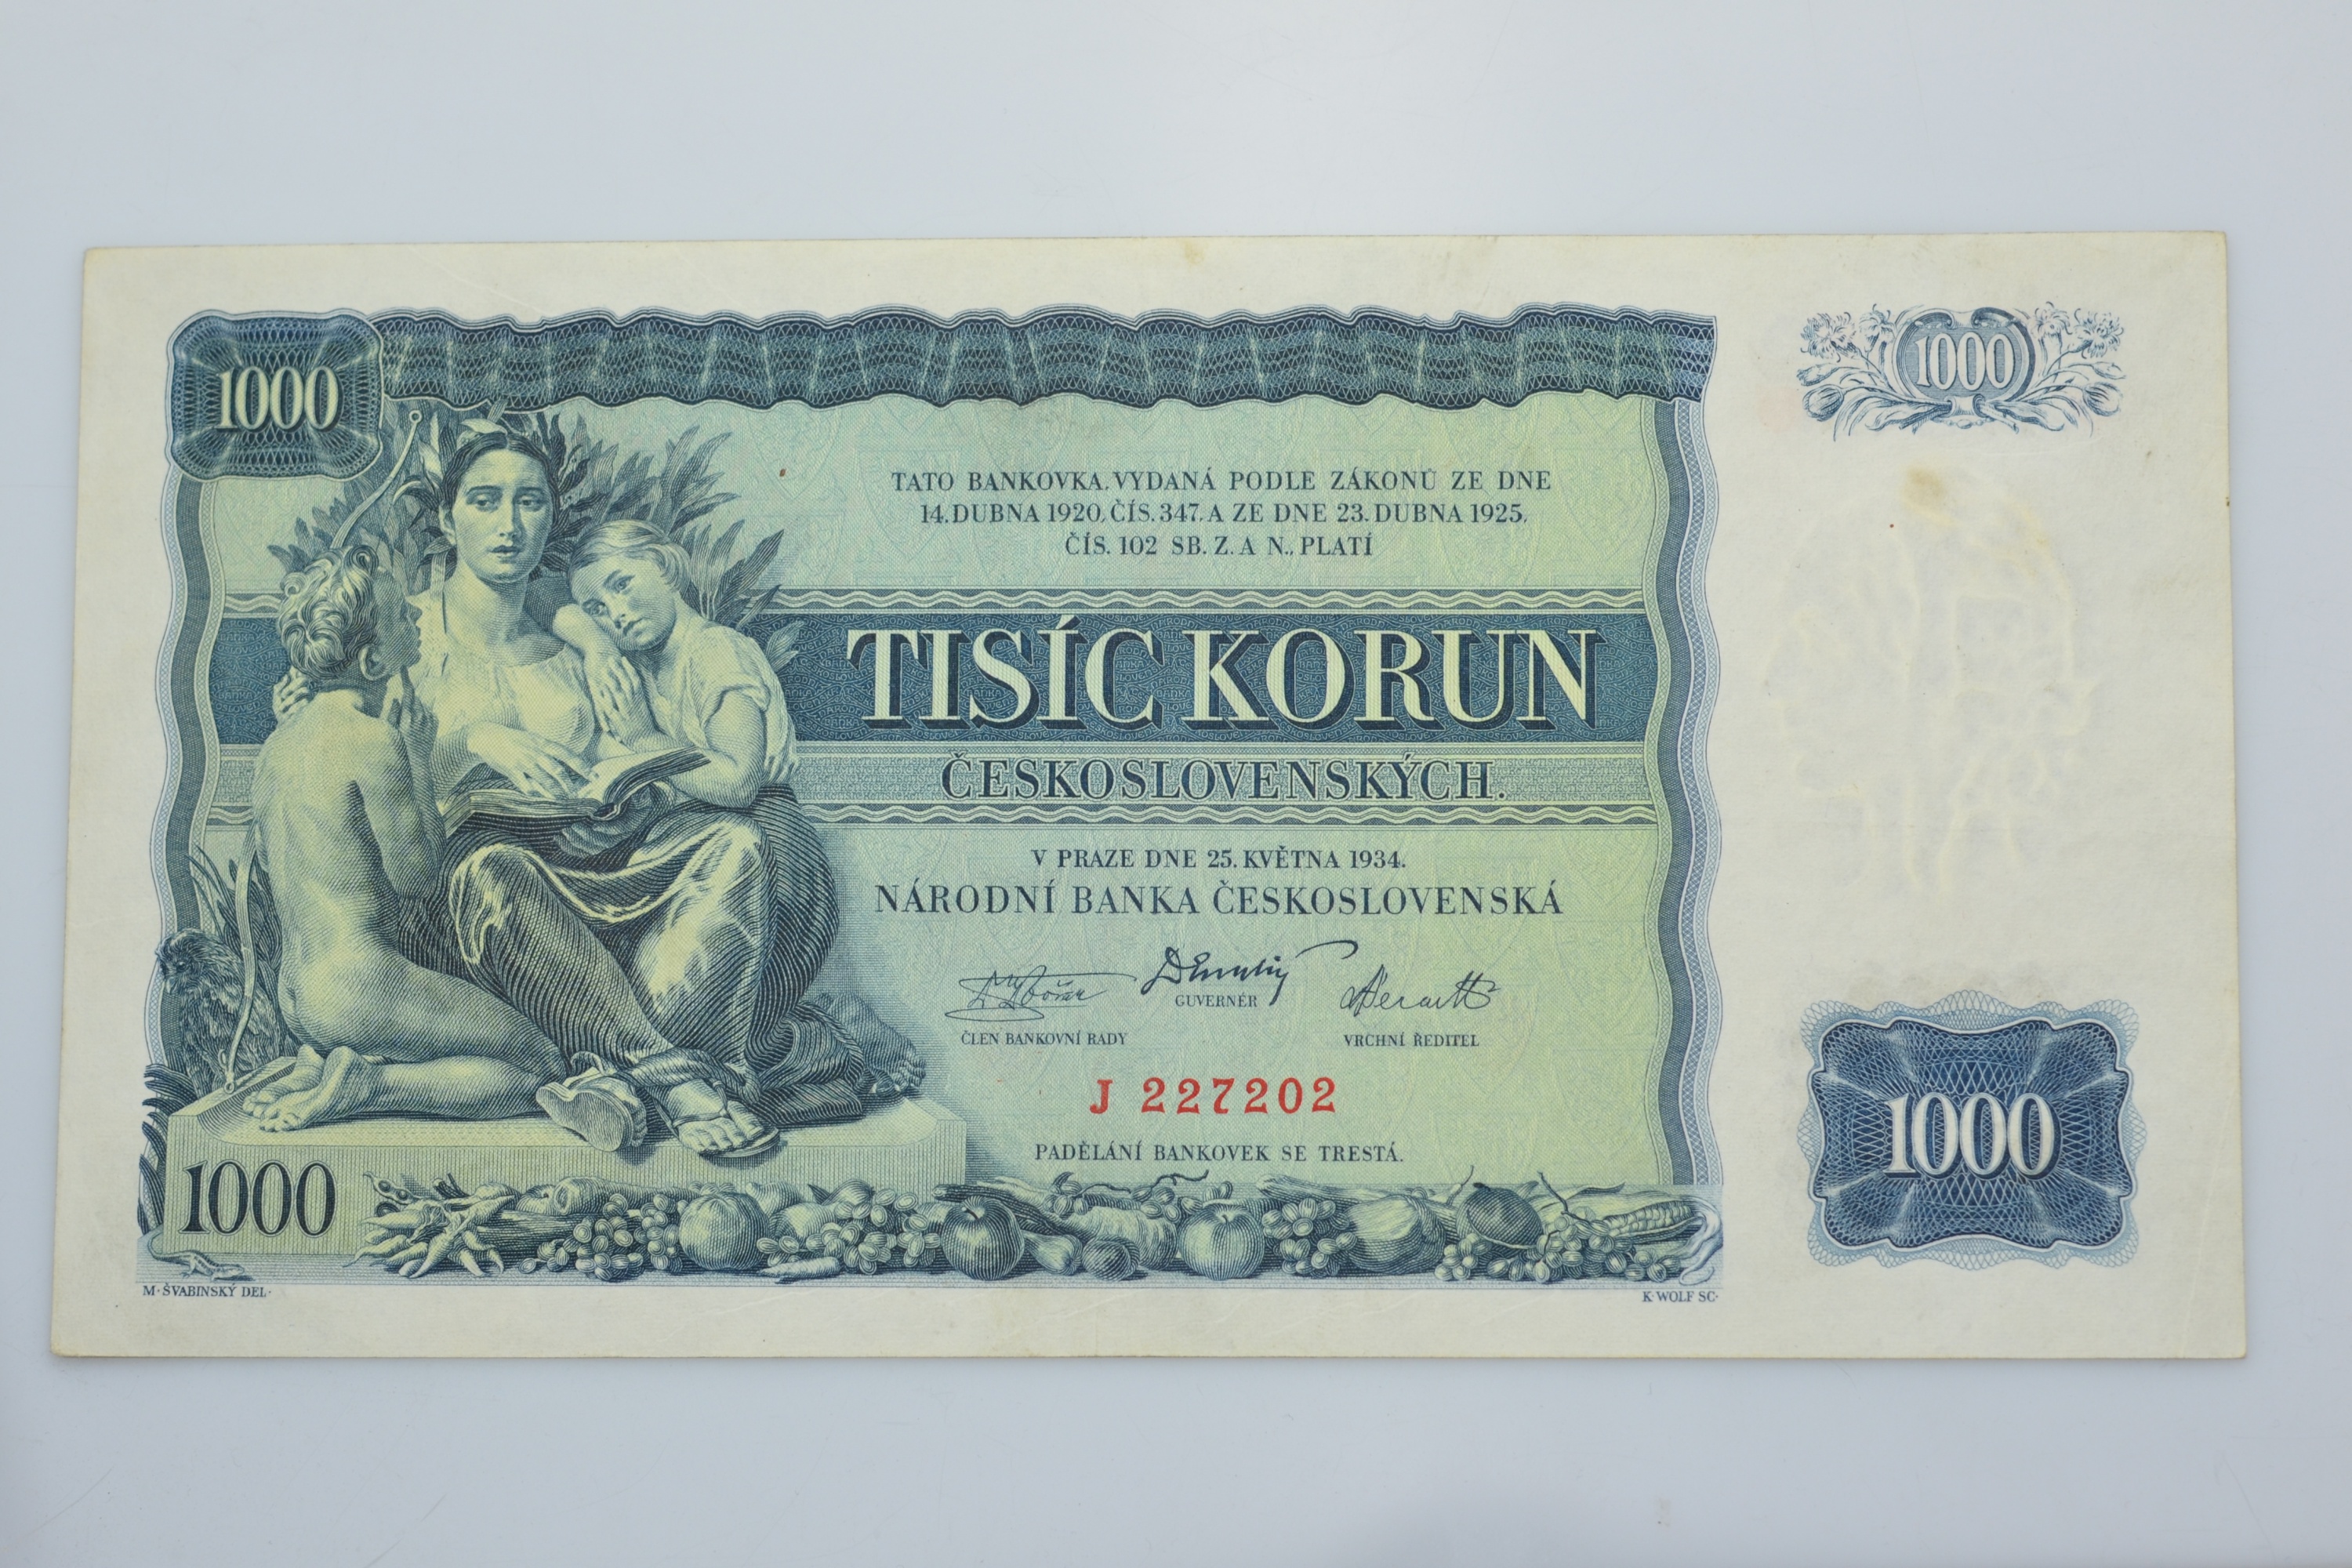 1000
1000
TATO BANKOVKA, VYDANÁ PODLE ZÁKONŮ ZE DNE
14. DUBNA 1920, ČÍS. 347, A ZE DNE 23. DUBNA 1925,
ČÍS. 102 SB. Z. A N., PLATÍ
TISÍC KORUN
ČESKOSLOVENSKÝCH.
V PRAZE DNE 25. KVĚTNA 1934.
NÁRODNÍ BANKA ČESKOSLOVENSKÁ
GUVERNÉR
ČLEN BANKOVNÍ RADY
VRCHNÍ ŘEDITEL
J 227202
PADĚLÁNÍ BANKOVEK SE TRESTÁ.
1000
1000
M·ŠVABINSKÝ DEL·
K·WOLF SC·